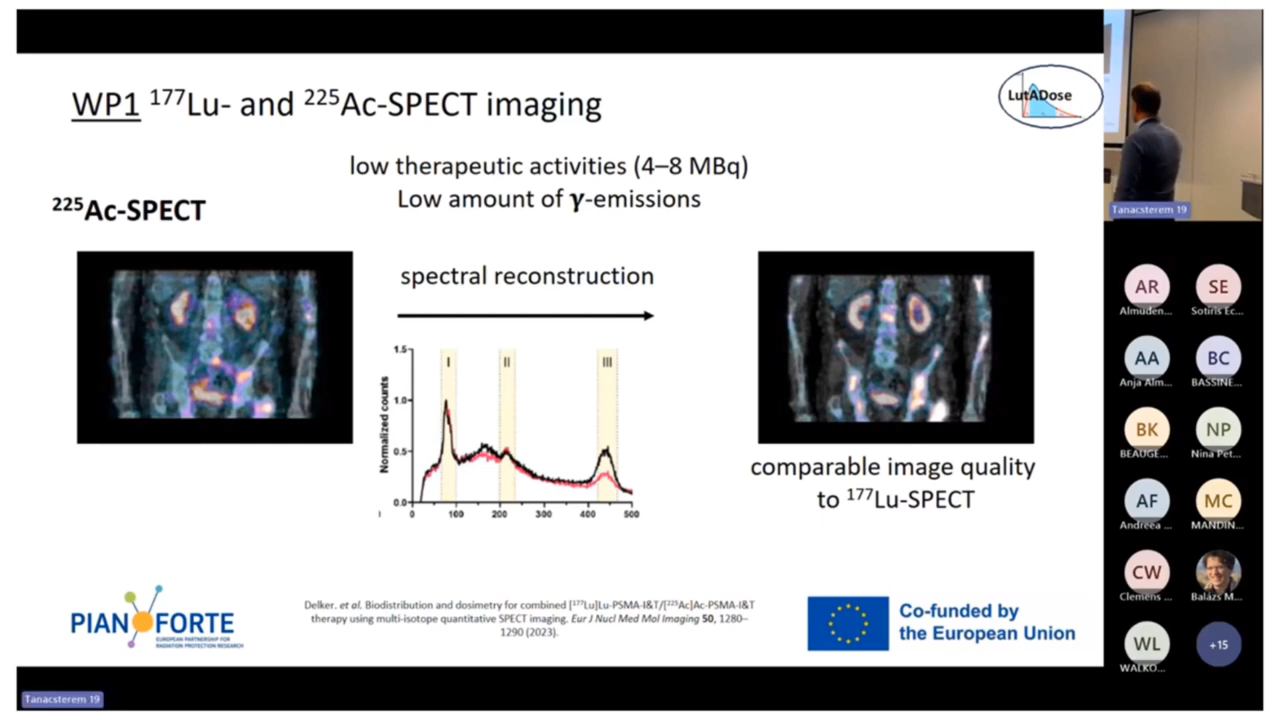 WP1 ¹⁷⁷Lu- and ²²⁵Ac-SPECT imaging
LutADose
low therapeutic activities (4–8 MBq)
Low amount of γ-emissions
²²⁵Ac-SPECT
spectral reconstruction
Normalized counts
1.5
1.0
0.5
0.0
I
II
III
0 100 200 300 400 500
comparable image quality
to ¹⁷⁷Lu-SPECT
PIANOFORTE
EUROPEAN PARTNERSHIP FOR
RADIATION PROTECTION RESEARCH
Delker, et al. Biodistribution and dosimetry for combined [¹⁷⁷Lu]Lu-PSMA-I&T/[²²⁵Ac]Ac-PSMA-I&T
therapy using multi-isotope quantitative SPECT imaging. Eur J Nucl Med Mol Imaging 50, 1280–
1290 (2023).
Co-funded by
the European Union
Tanacsterem 19
AR
Almuden...
SE
Sotiris Ec...
AA
Anja Alm...
BC
BASSINE...
BK
BEAUGE...
NP
Nina Pet...
AF
Andreea ...
MC
MANDIN...
CW
Clemens ...
Balázs M...
WL
WALKO...
+15
Tanacsterem 19